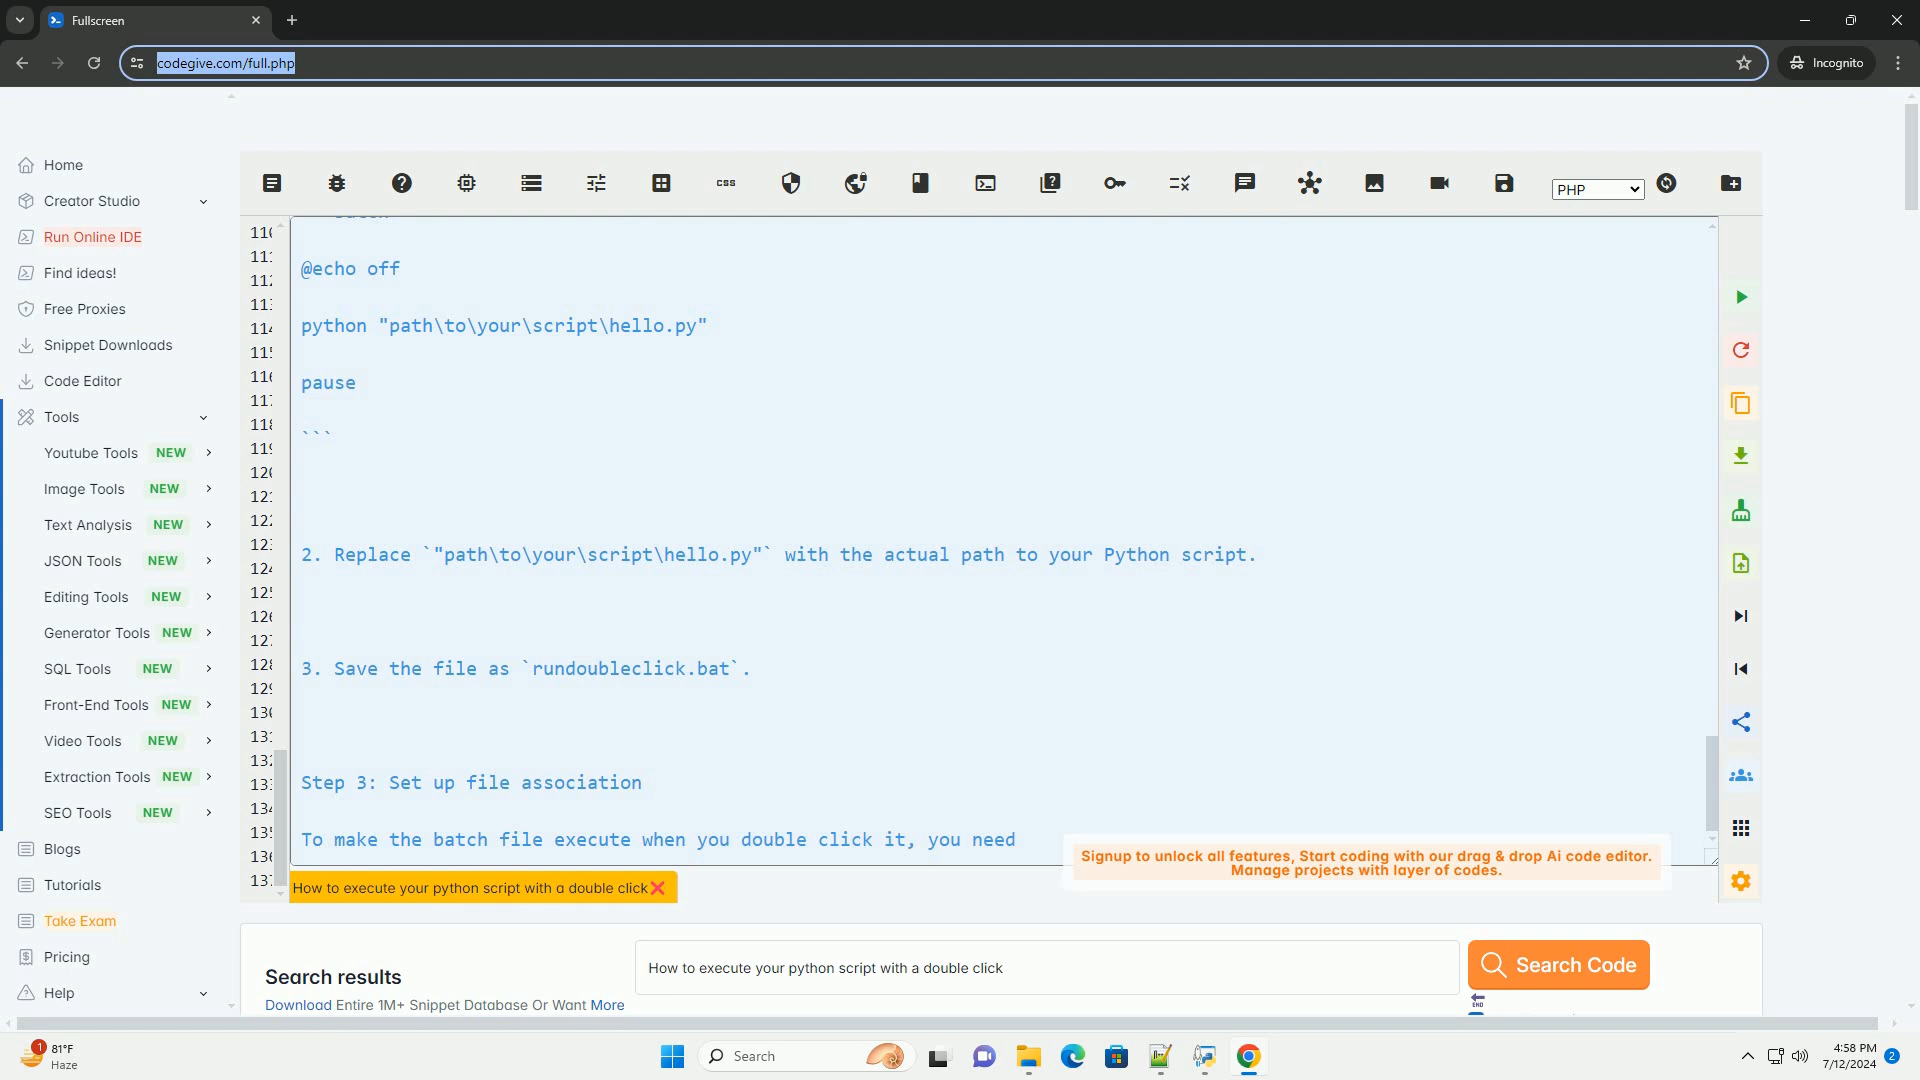 Fullscreen
codegive.com/full.php
Incognito
Home
Creator Studio
Run Online IDE
Find ideas!
Free Proxies
Snippet Downloads
Code Editor
Tools
Youtube Tools NEW
Image Tools NEW
Text Analysis NEW
JSON Tools NEW
Editing Tools NEW
Generator Tools NEW
SQL Tools NEW
Front-End Tools NEW
Video Tools NEW
Extraction Tools NEW
SEO Tools NEW
Blogs
Tutorials
Take Exam
Pricing
Help
css
PHP
@echo off
python "path\to\your\script\hello.py"
pause
```
2. Replace `"path\to\your\script\hello.py"` with the actual path to your Python script.
3. Save the file as `rundoubleclick.bat`.
Step 3: Set up file association
To make the batch file execute when you double click it, you need
Signup to unlock all features, Start coding with our drag & drop Ai code editor.
Manage projects with layer of codes.
How to execute your python script with a double click
Search results
Download Entire 1M+ Snippet Database Or Want More
How to execute your python script with a double click
Search Code
END
1
81°F
Haze
Search
4:58 PM
7/12/2024
2